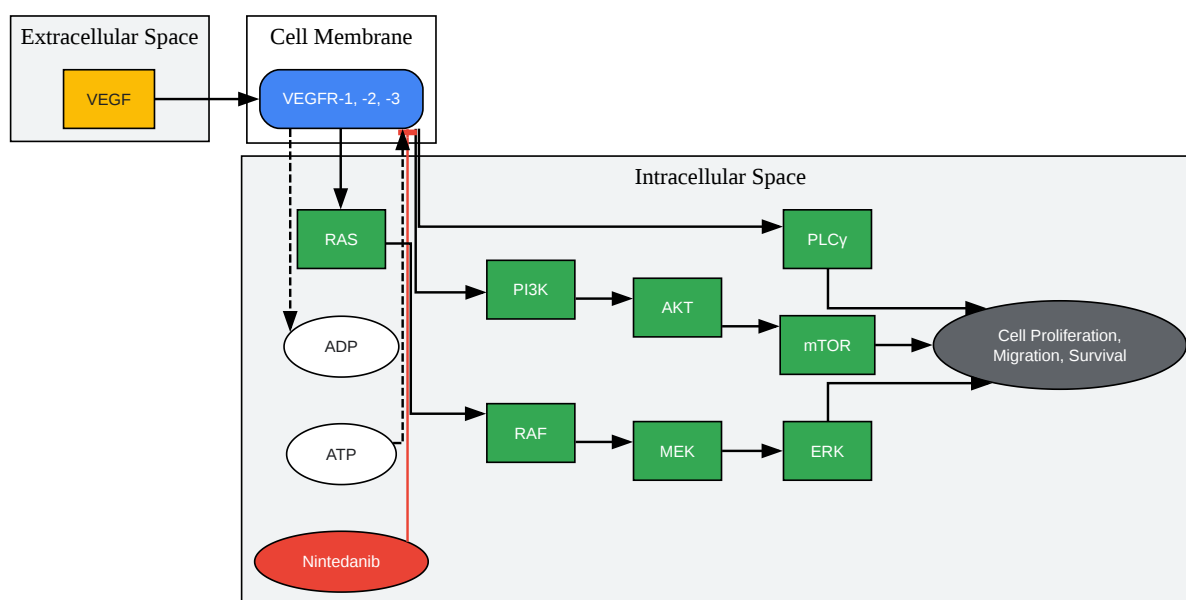 Extracellular Space
Cell Membrane
VEGF
VEGFR-1, -2, -3
Intracellular Space
RAS
PLCγ
PI3K
AKT
ADP
mTOR
Cell Proliferation,
Migration, Survival
RAF
ATP
MEK
ERK
Nintedanib